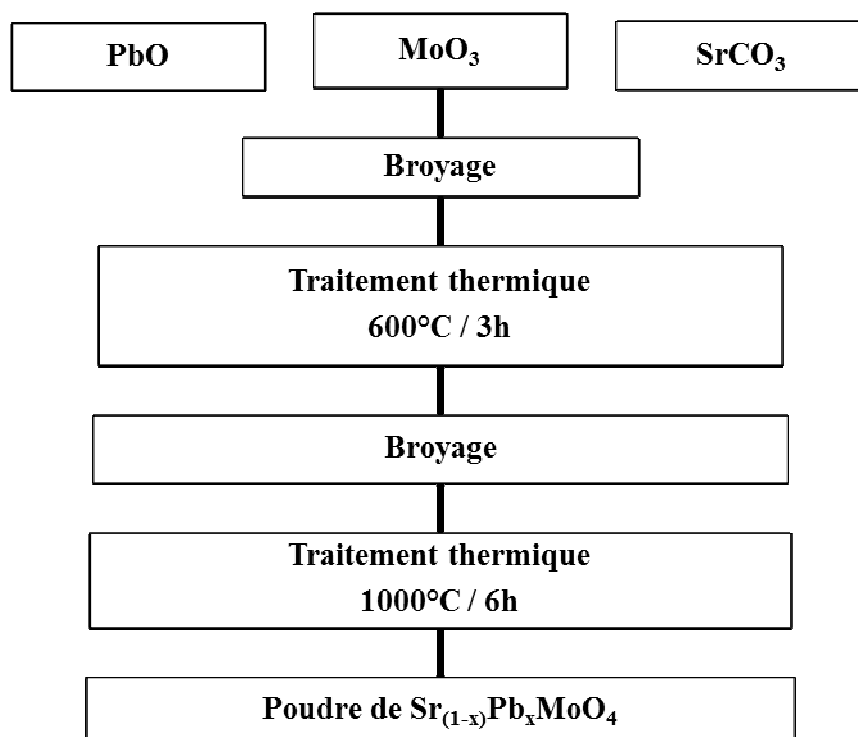 PbO
MoO₃
SrCO₃
Broyage
Traitement thermique
600°C / 3h
Broyage
Traitement thermique
1000°C / 6h
Poudre de Sr₍₁₋ₓ₎PbₓMoO₄